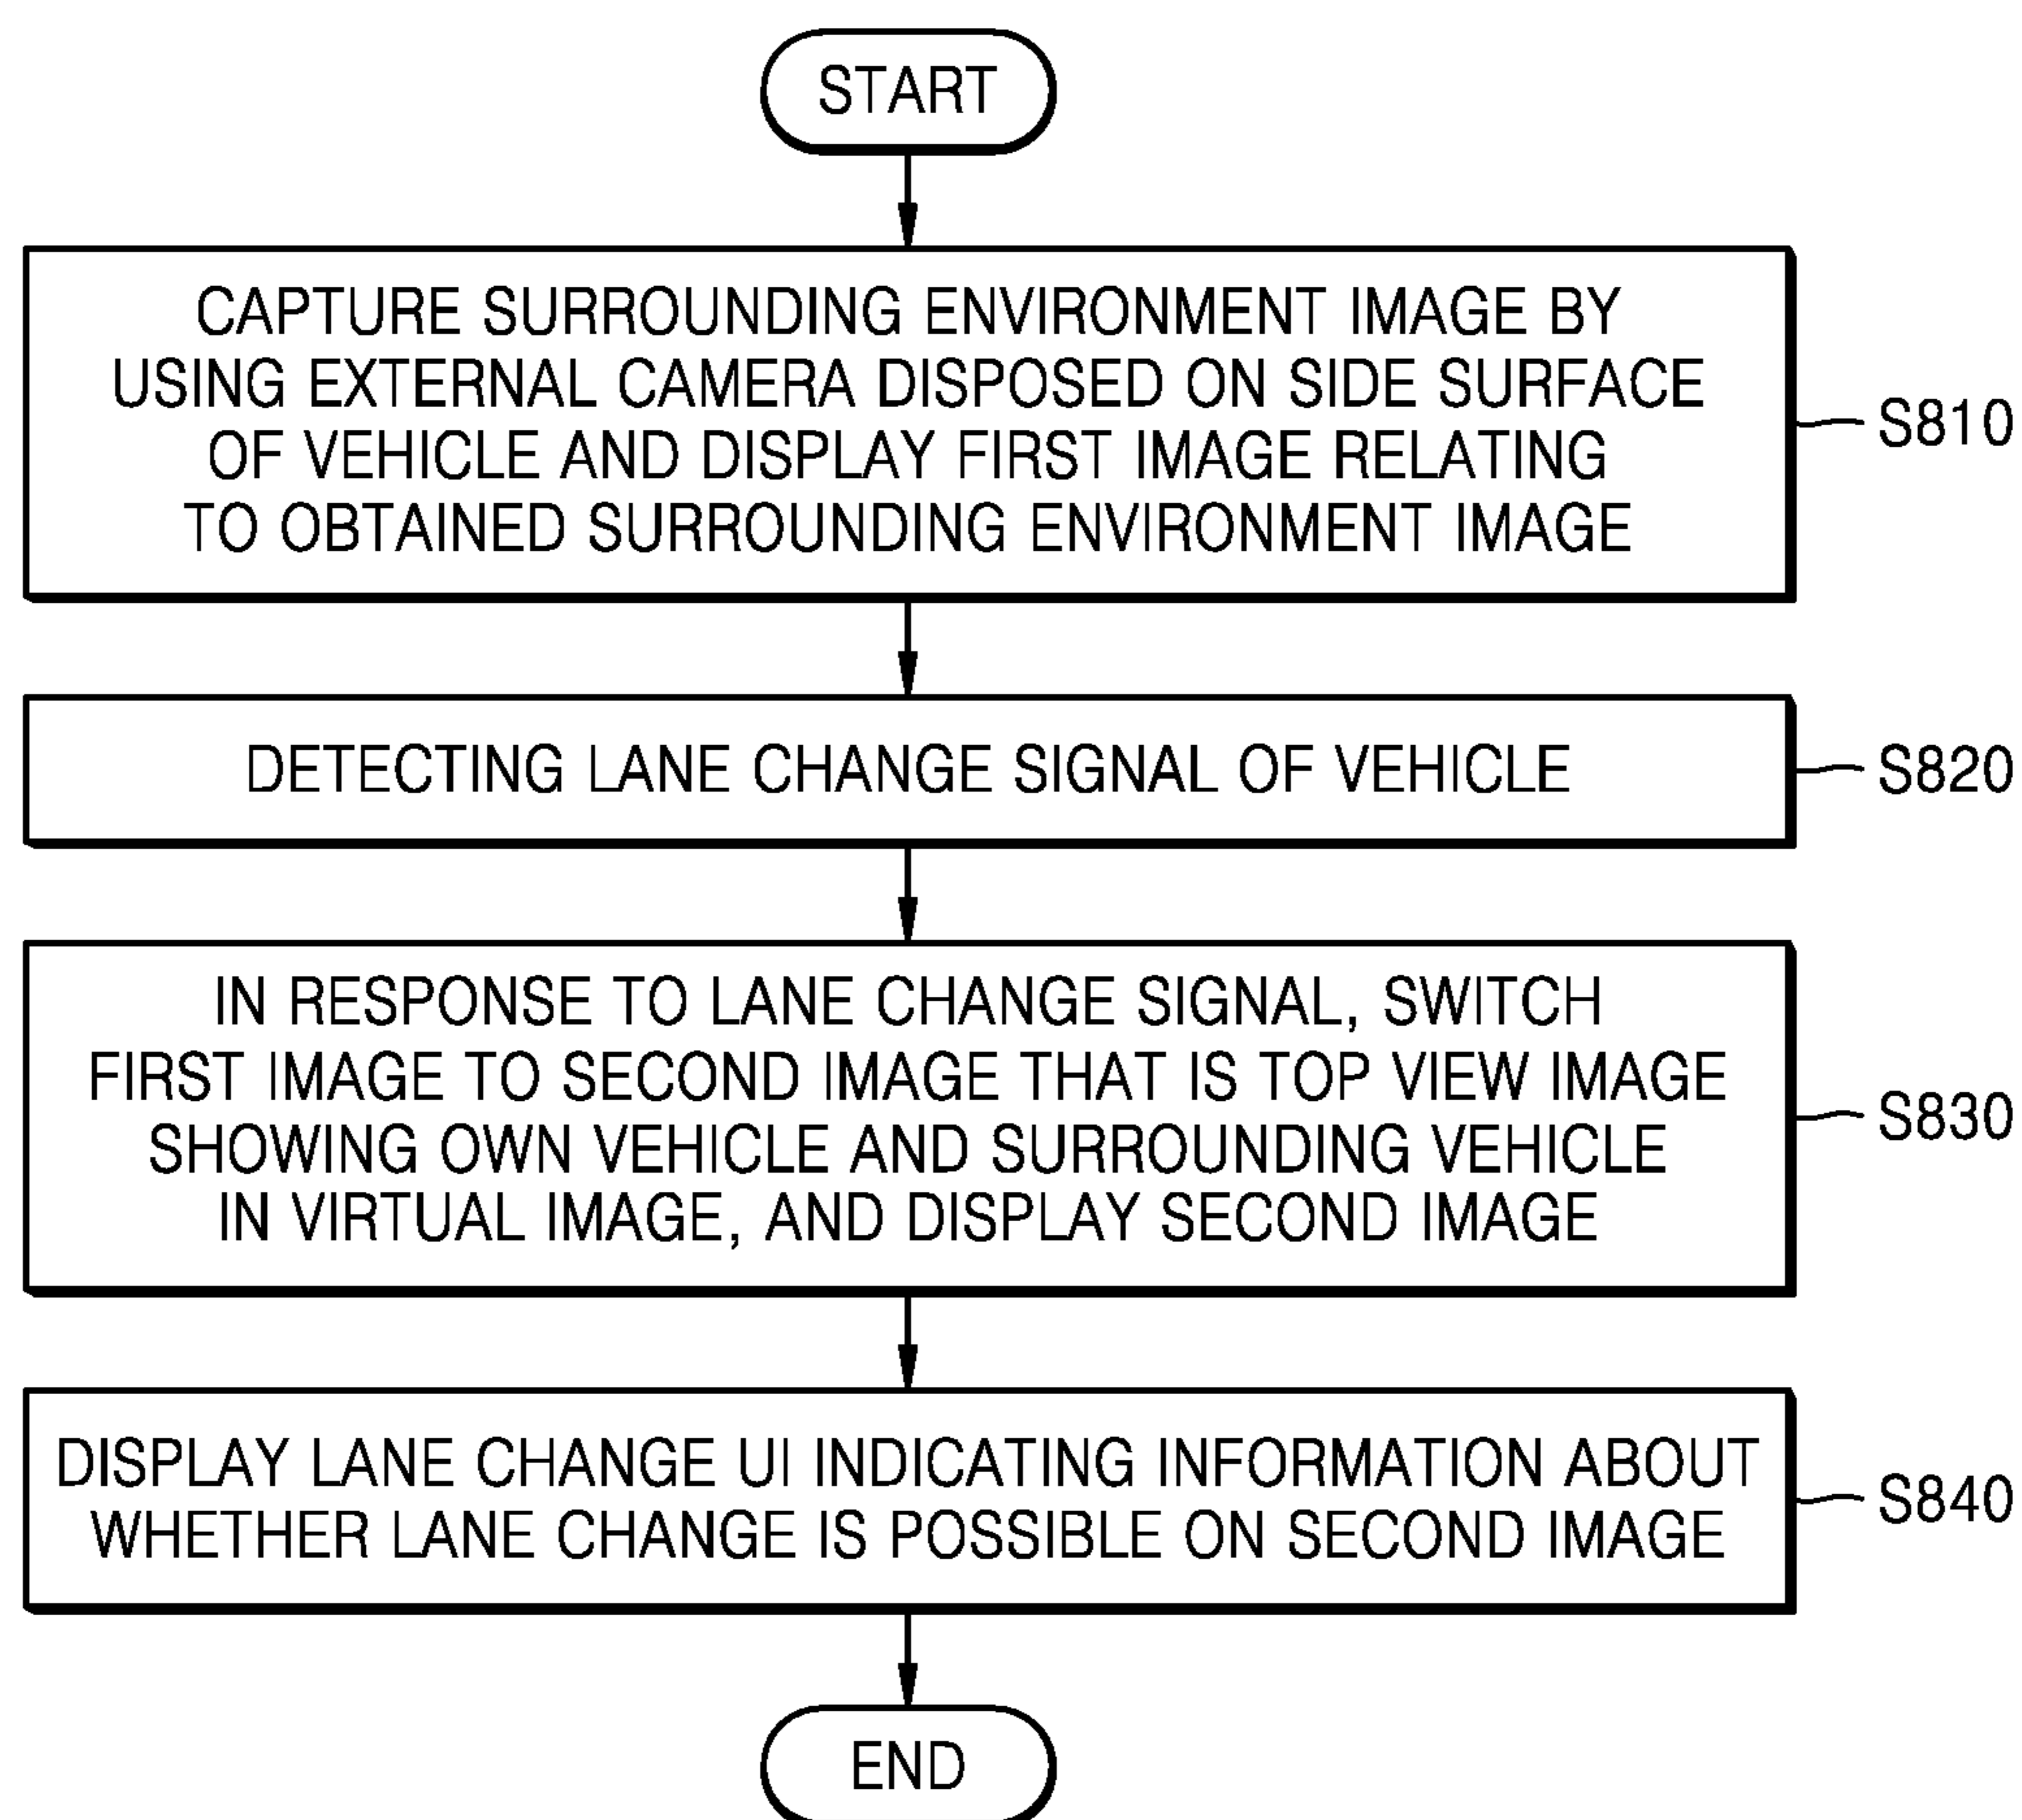 START
CAPTURE SURROUNDING ENVIRONMENT IMAGE BY
USING EXTERNAL CAMERA DISPOSED ON SIDE SURFACE
OF VEHICLE AND DISPLAY FIRST IMAGE RELATING
TO OBTAINED SURROUNDING ENVIRONMENT IMAGE
S810
DETECTING LANE CHANGE SIGNAL OF VEHICLE
S820
IN RESPONSE TO LANE CHANGE SIGNAL, SWITCH
FIRST IMAGE TO SECOND IMAGE THAT IS TOP VIEW IMAGE
SHOWING OWN VEHICLE AND SURROUNDING VEHICLE
IN VIRTUAL IMAGE, AND DISPLAY SECOND IMAGE
S830
DISPLAY LANE CHANGE UI INDICATING INFORMATION ABOUT
WHETHER LANE CHANGE IS POSSIBLE ON SECOND IMAGE
S840
END